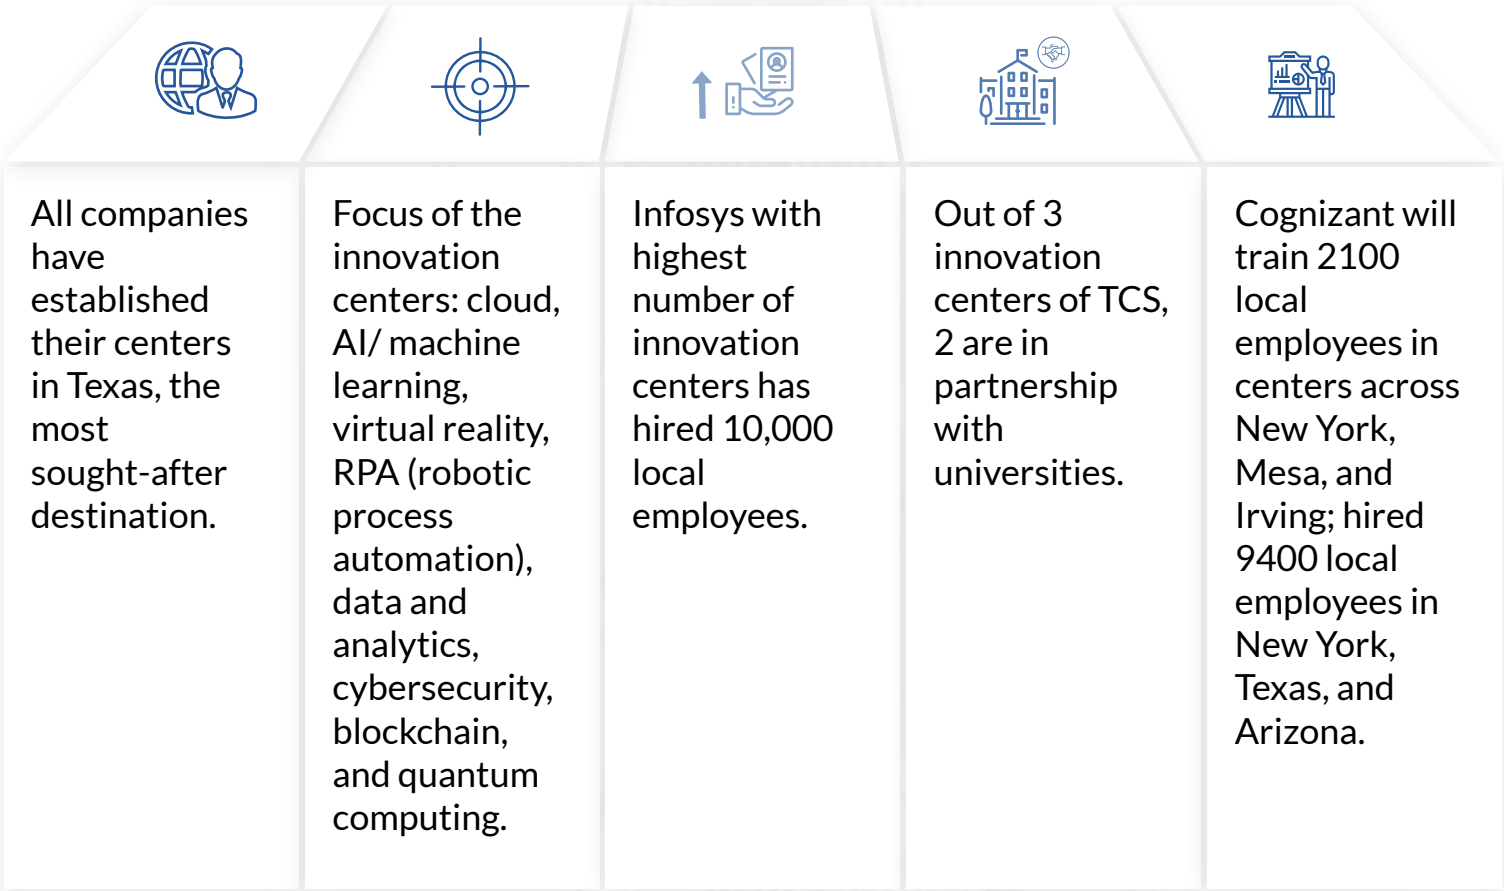 All companies
have
established
their centers
in Texas, the
most
sought-after
destination.
Focus of the
innovation
centers: cloud,
AI/ machine
learning,
virtual reality,
RPA (robotic
process
automation),
data and
analytics,
cybersecurity,
blockchain,
and quantum
computing.
Infosys with
highest
number of
innovation
centers has
hired 10,000
local
employees.
Out of 3
innovation
centers of TCS,
2 are in
partnership
with
universities.
Cognizant will
train 2100
local
employees in
centers across
New York,
Mesa, and
Irving; hired
9400 local
employees in
New York,
Texas, and
Arizona.